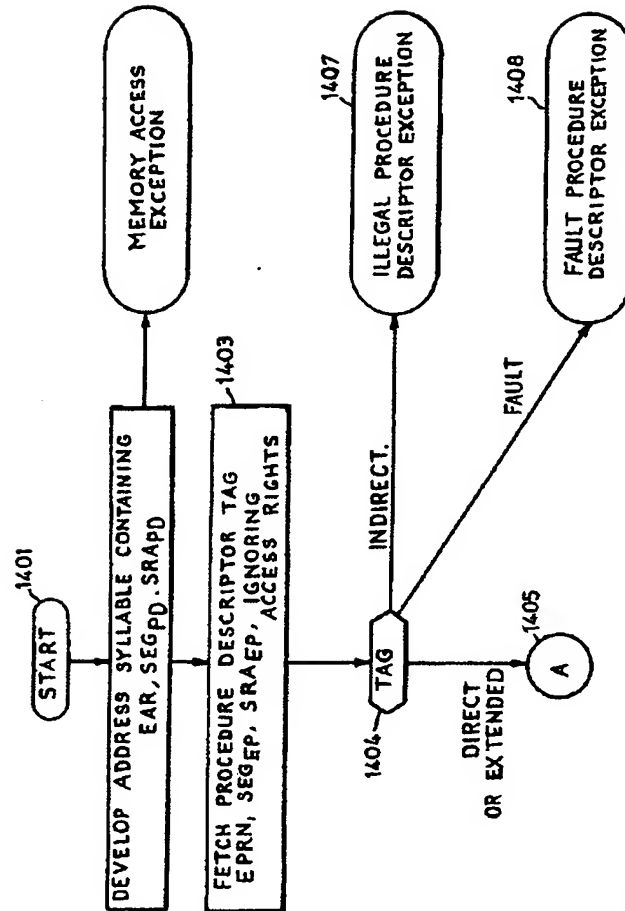 1401
START
DEVELOP ADDRESS SYLLABLE CONTAINING
EAR, SEGPD. SRAPD
MEMORY ACCESS
EXCEPTION
1403
FETCH PROCEDURE DESCRIPTOR TAG
EPRN, SEGEP, SRAEP, IGNORING
ACCESS RIGHTS
1404
TAG
INDIRECT.
1407
ILLEGAL PROCEDURE
DESCRIPTOR EXCEPTION
FAULT
1408
FAULT PROCEDURE
DESCRIPTOR EXCEPTION
DIRECT
OR EXTENDED
1405
A